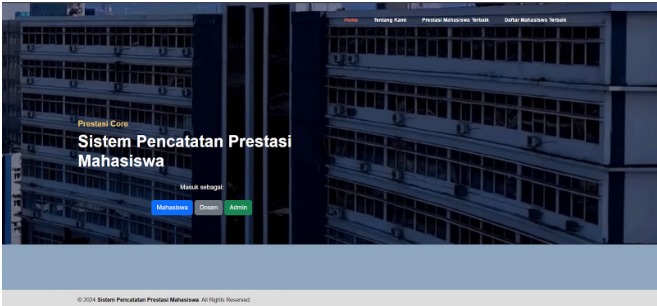 Home Tentang Kami Prestasi Mahasiswa Terbaik Daftar Mahasiswa Terbaik
Prestasi Core
Sistem Pencatatan Prestasi
Mahasiswa
Masuk sebagai:
Mahasiswa Dosen Admin
© 2024 Sistem Pencatatan Prestasi Mahasiswa All Rights Reserved